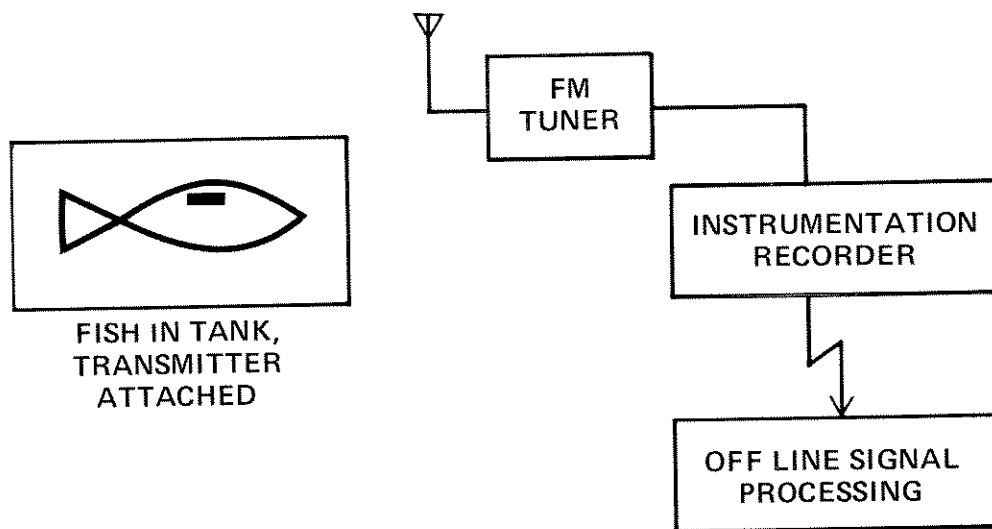 FM
TUNER
INSTRUMENTATION
RECORDER
FISH IN TANK,
TRANSMITTER
ATTACHED
OFF LINE SIGNAL
PROCESSING